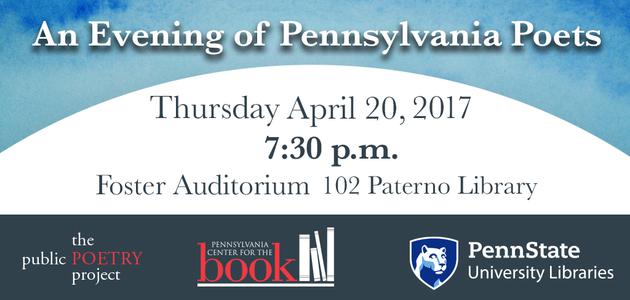 An Evening of Pennsylvania Poets
Thursday April 20, 2017
7:30 p.m.
Foster Auditorium 102 Paterno Library
the
public POETRY
project
PENNSYLVANIA
CENTER FOR THE
book
PennState
University Libraries